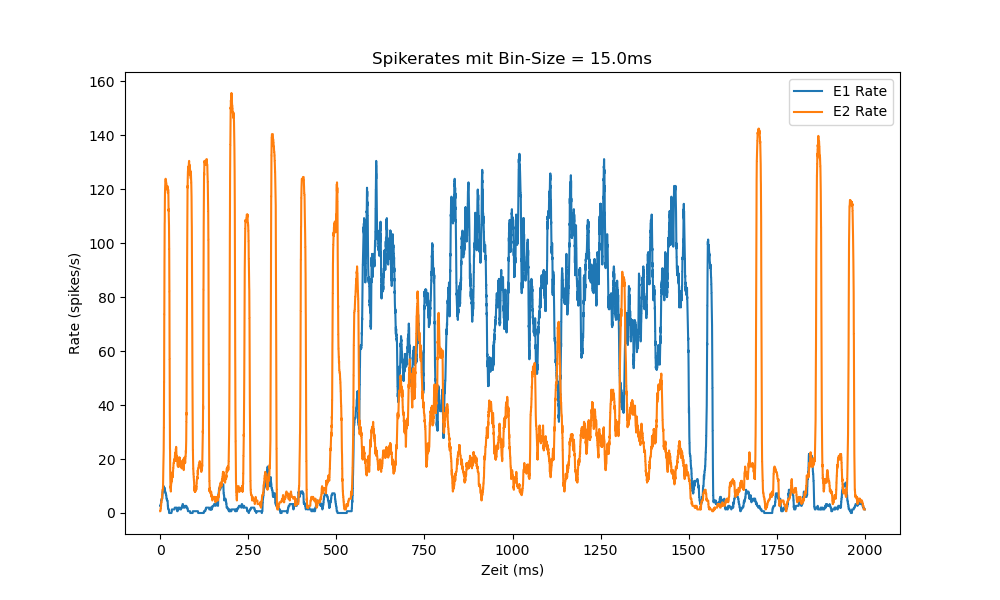 Spikerates mit Bin-Size = 15.0ms
E1 Rate
E2 Rate
Rate (spikes/s)
160
140
120
100
80
60
40
20
0
0 250 500 750 1000 1250 1500 1750 2000
Zeit (ms)